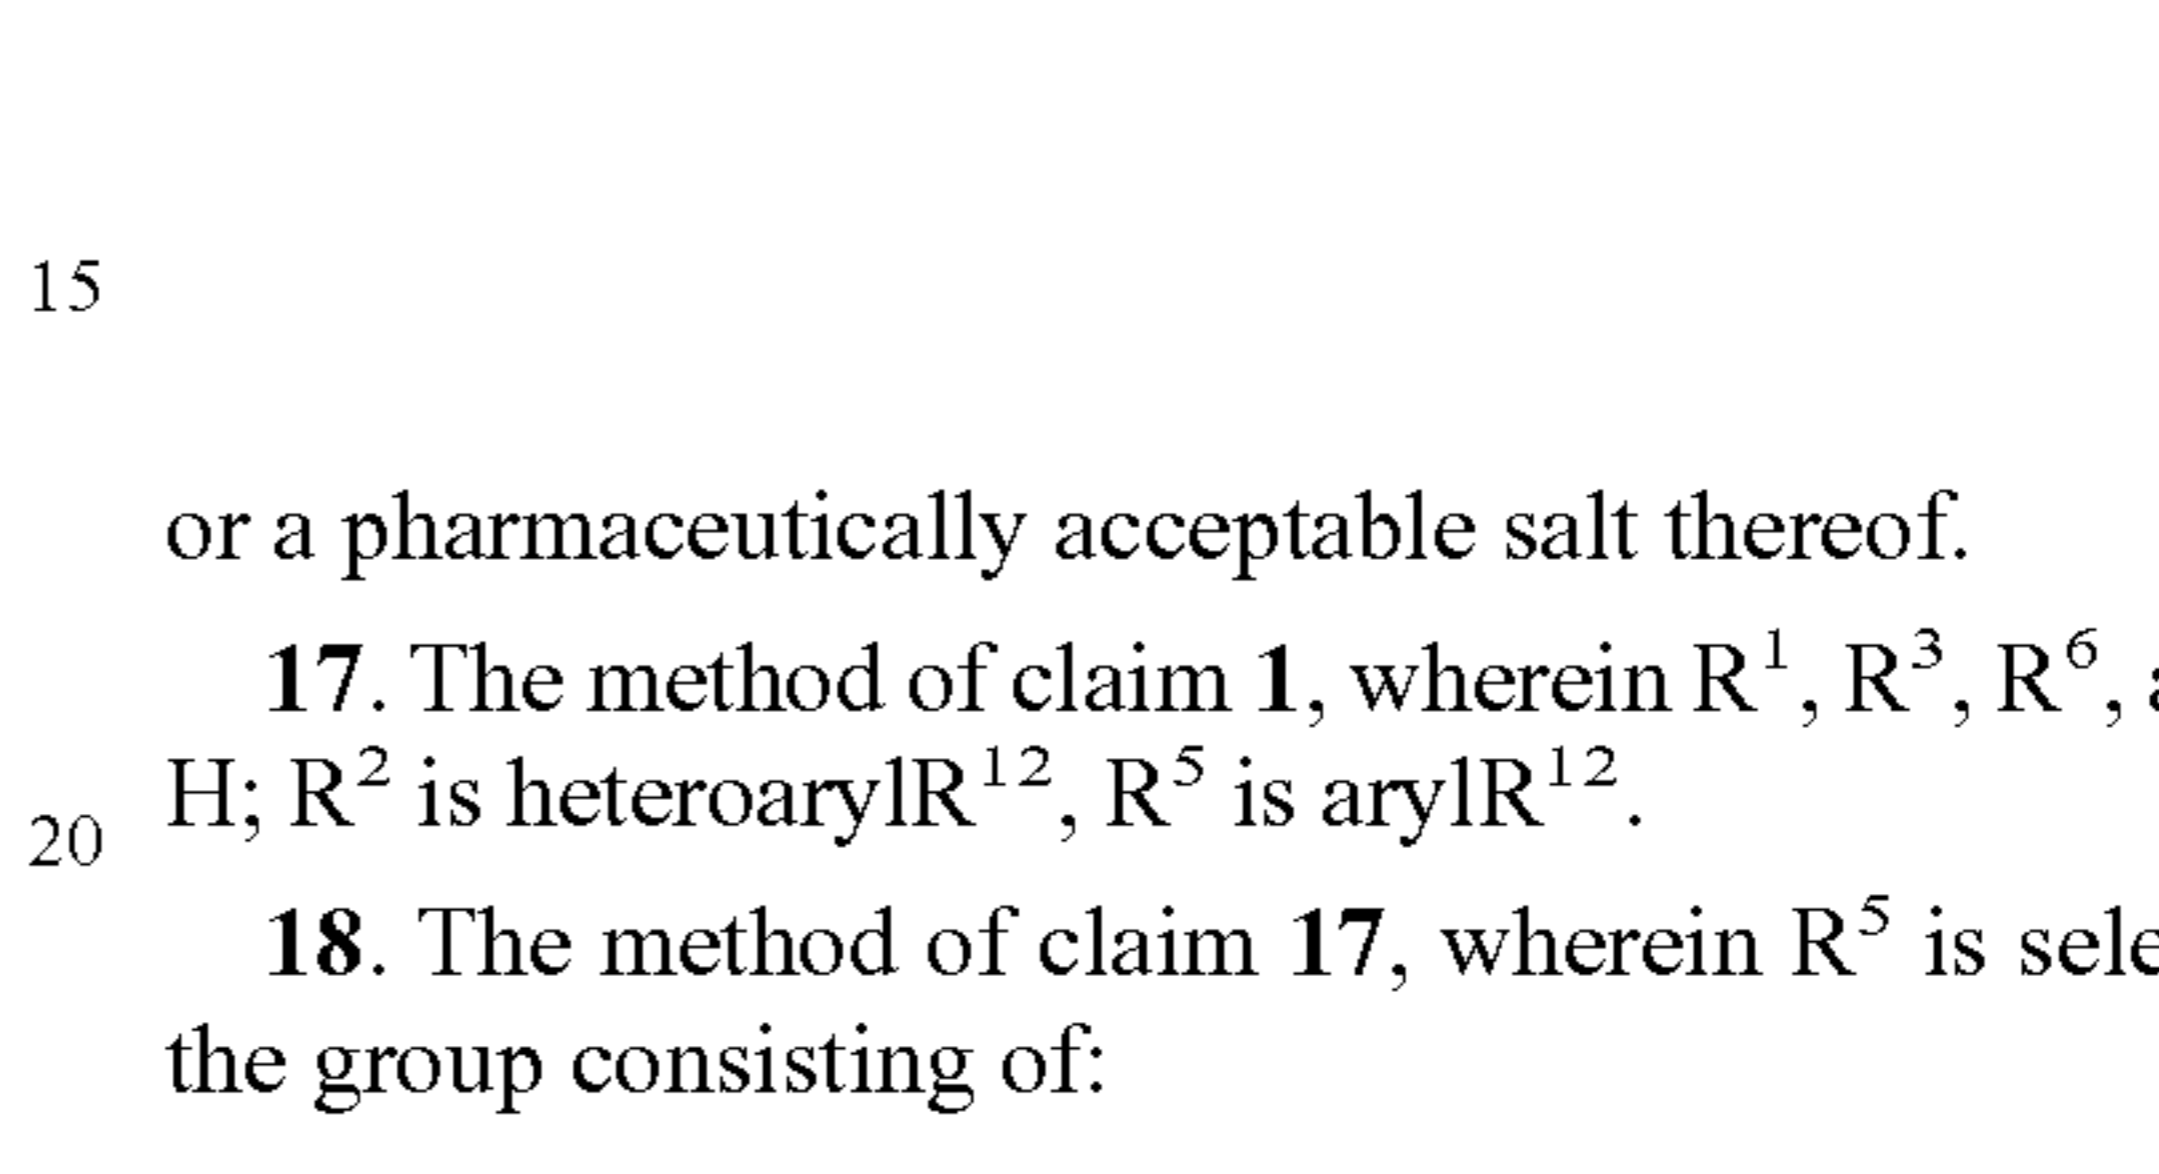 15
or a pharmaceutically acceptable salt thereof.
17. The method of claim 1, wherein R¹, R³, R⁶,
H; R² is heteroarylR¹², R⁵ is arylR¹².
20
18. The method of claim 17, wherein R⁵ is
the group consisting of: